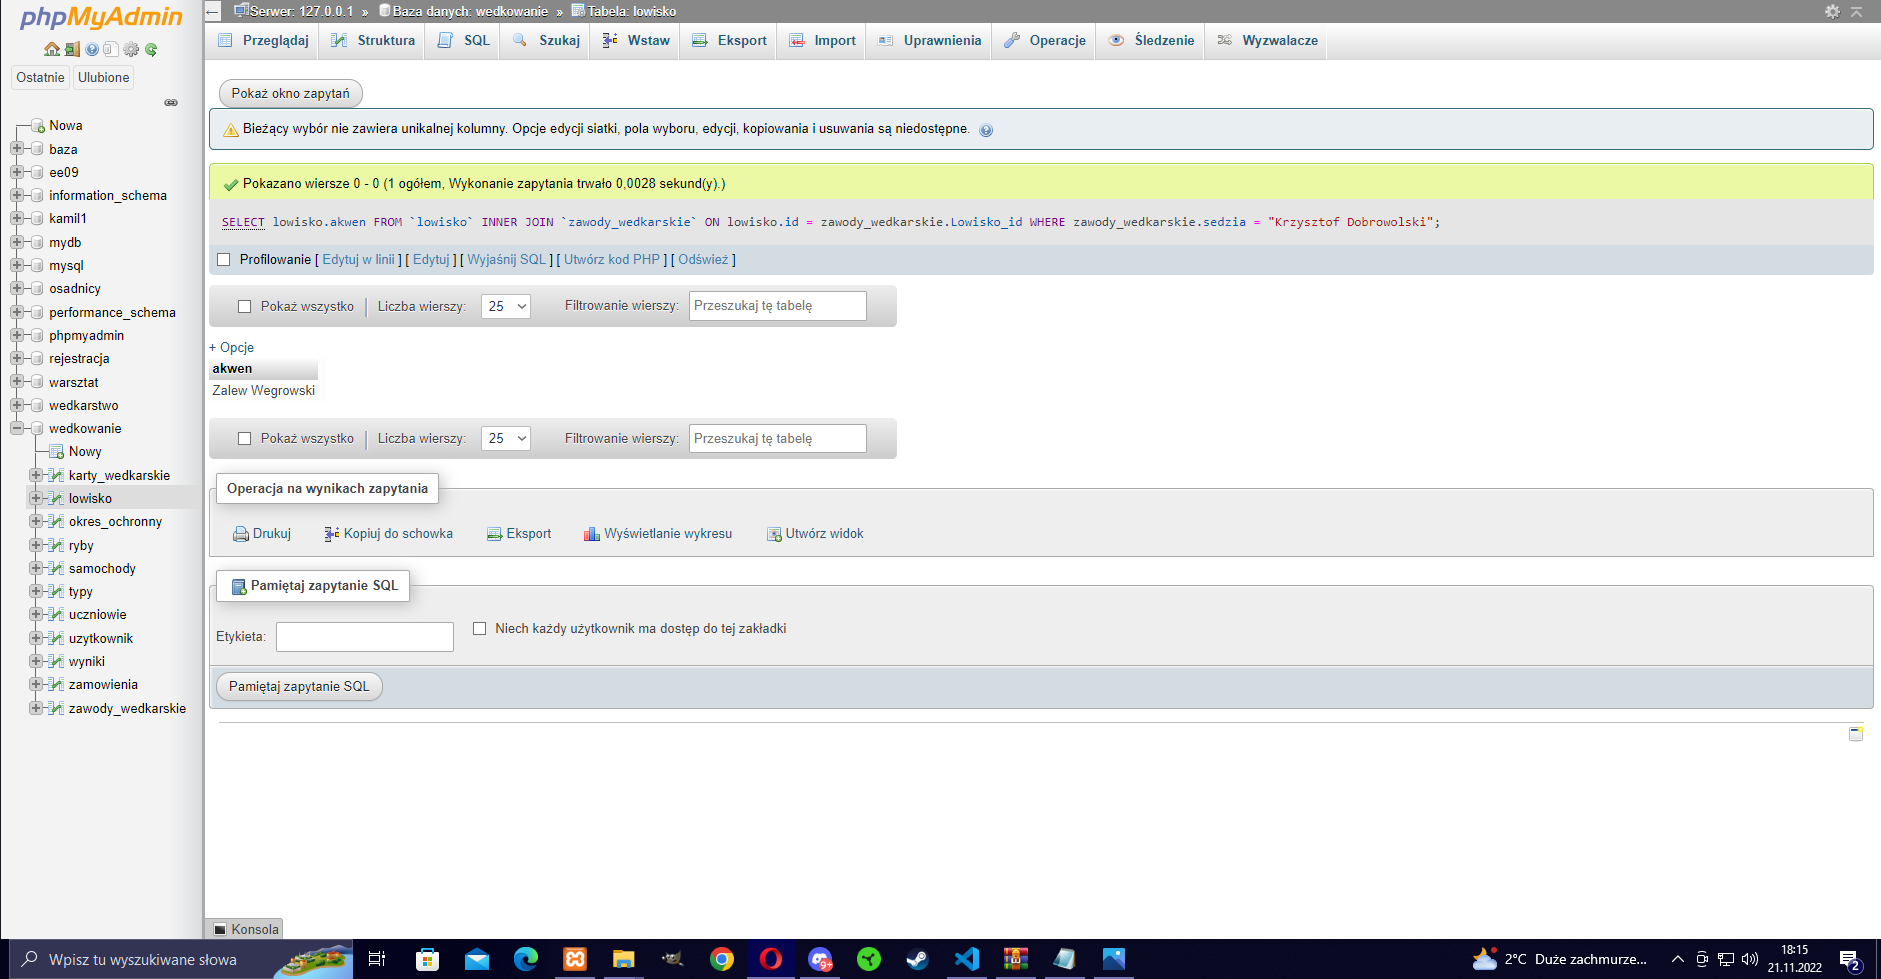 phpMyAdmin
Ostatnie Ulubione
Nowa
baza
ee09
information_schema
kamil1
mydb
mysql
osadnicy
performance_schema
phpmyadmin
rejestracja
warsztat
wedkarstwo
wedkowanie
Nowy
karty_wedkarskie
lowisko
okres_ochronny
ryby
samochody
typy
uczniowie
uzytkownik
wyniki
zamowienia
zawody_wedkarskie
Serwer: 127.0.0.1 » Baza danych: wedkowanie » Tabela: lowisko
Przeglądaj Struktura SQL Szukaj Wstaw Eksport Import Uprawnienia Operacje Śledzenie Wyzwalacze
Pokaż okno zapytań
Bieżący wybór nie zawiera unikalnej kolumny. Opcje edycji siatki, pola wyboru, edycji, kopiowania i usuwania są niedostępne.
Pokazano wiersze 0 - 0 (1 ogółem, Wykonanie zapytania trwało 0,0028 sekund(y).)
SELECT lowisko.akwen FROM `lowisko` INNER JOIN `zawody_wedkarskie` ON lowisko.id = zawody_wedkarskie.Lowisko_id WHERE zawody_wedkarskie.sedzia = "Krzysztof Dobrowolski";
Profilowanie [ Edytuj w linii ] [ Edytuj ] [ Wyjaśnij SQL ] [ Utwórz kod PHP ] [ Odśwież ]
Pokaż wszystko | Liczba wierszy: 25 Filtrowanie wierszy: Przeszukaj tę tabelę
+ Opcje
akwen
Zalew Wegrowski
Pokaż wszystko | Liczba wierszy: 25 Filtrowanie wierszy: Przeszukaj tę tabelę
Operacja na wynikach zapytania
Drukuj Kopiuj do schowka Eksport Wyświetlanie wykresu Utwórz widok
Pamiętaj zapytanie SQL
Etykieta: Niech każdy użytkownik ma dostęp do tej zakładki
Pamiętaj zapytanie SQL
Konsola
Wpisz tu wyszukiwane słowa
9+
2°C Duże zachmurze...
18:15
21.11.2022
2